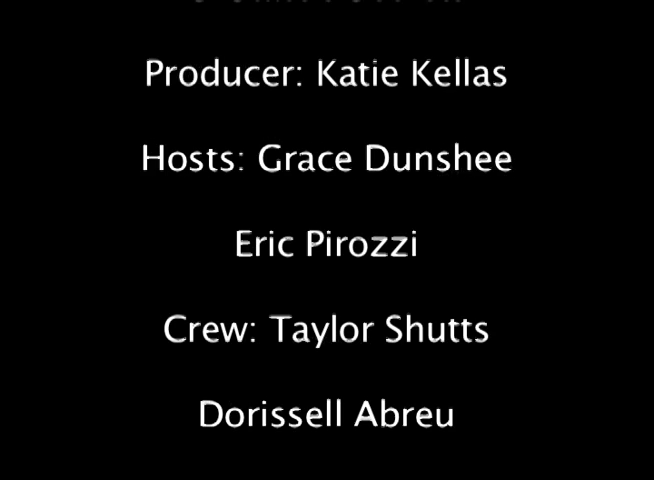 Producer: Katie Kellas
Hosts: Grace Dunshee
Eric Pirozzi
Crew: Taylor Shutts
Dorissell Abreu